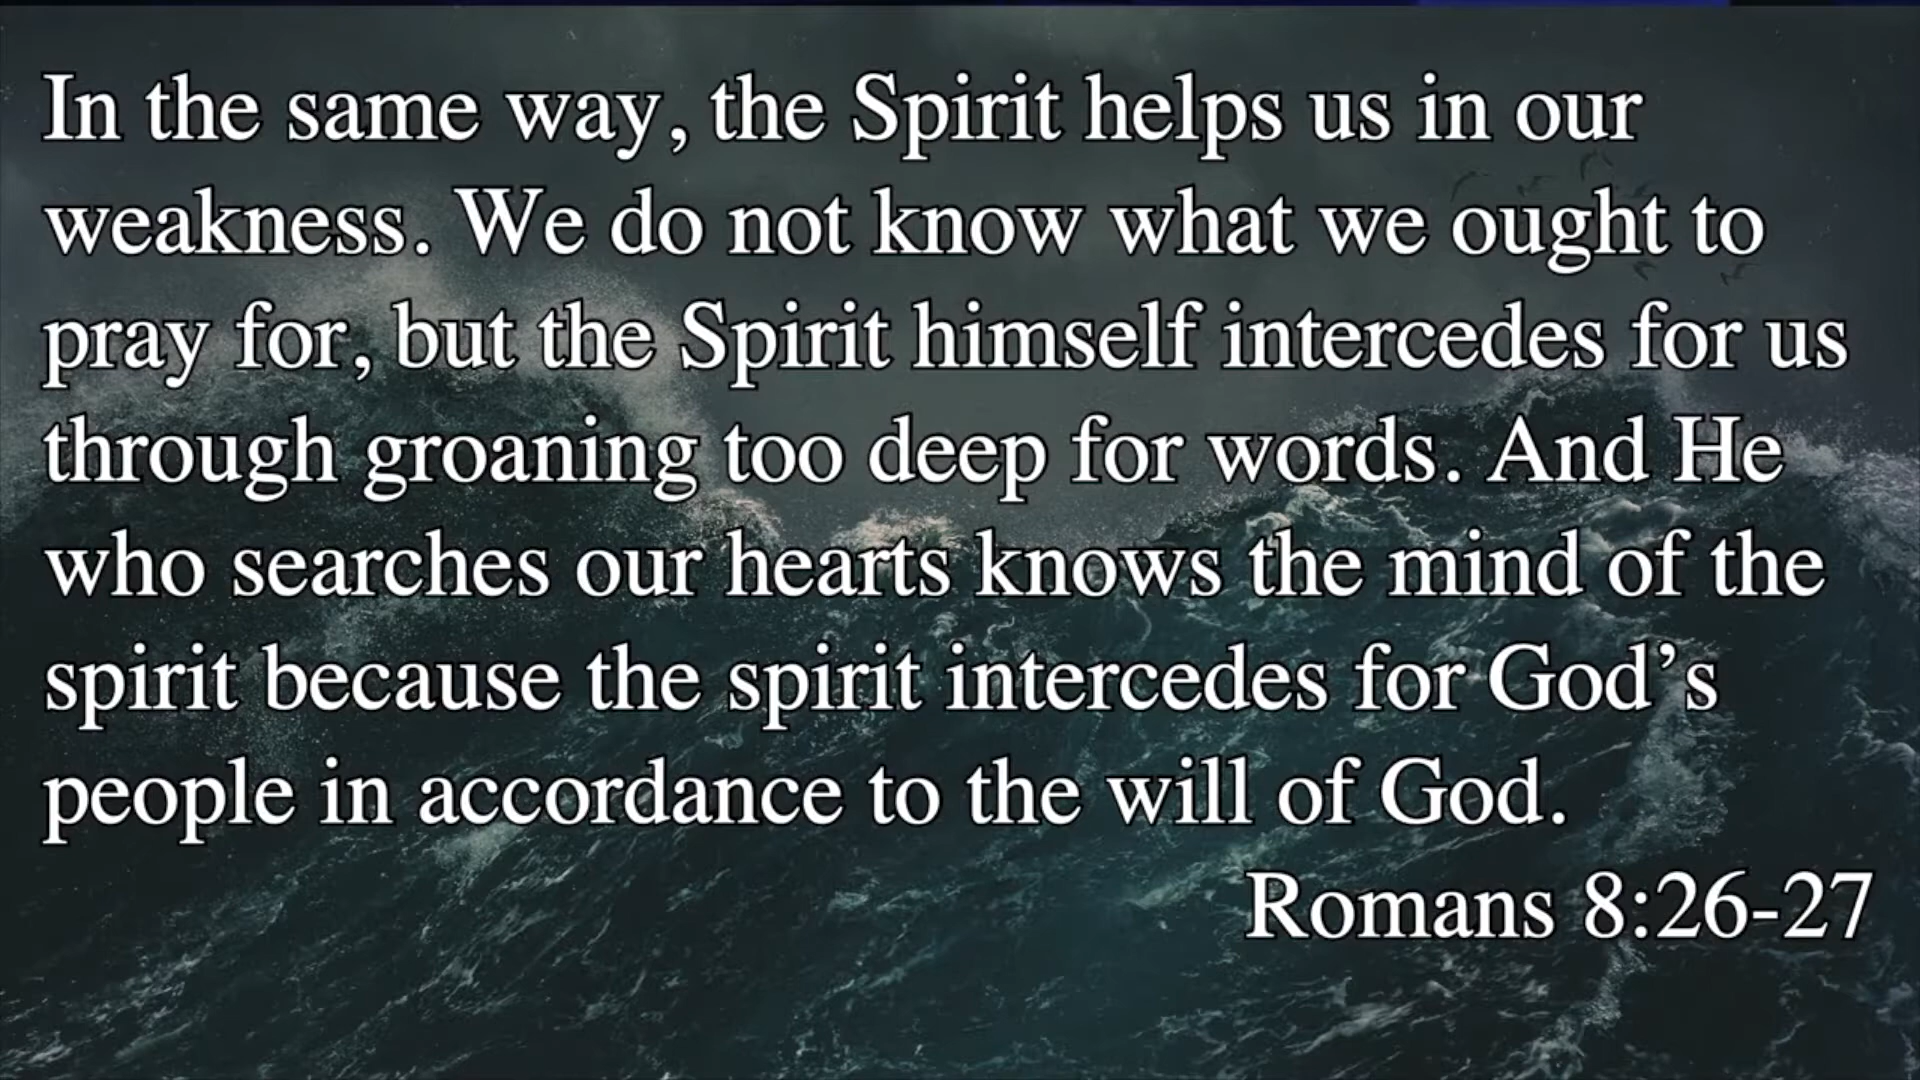 In the same way, the Spirit helps us in our
weakness. We do not know what we ought to
pray for, but the Spirit himself intercedes for us
through groaning too deep for words. And He
who searches our hearts knows the mind of the
spirit because the spirit intercedes for God’s
people in accordance to the will of God.
Romans 8:26-27